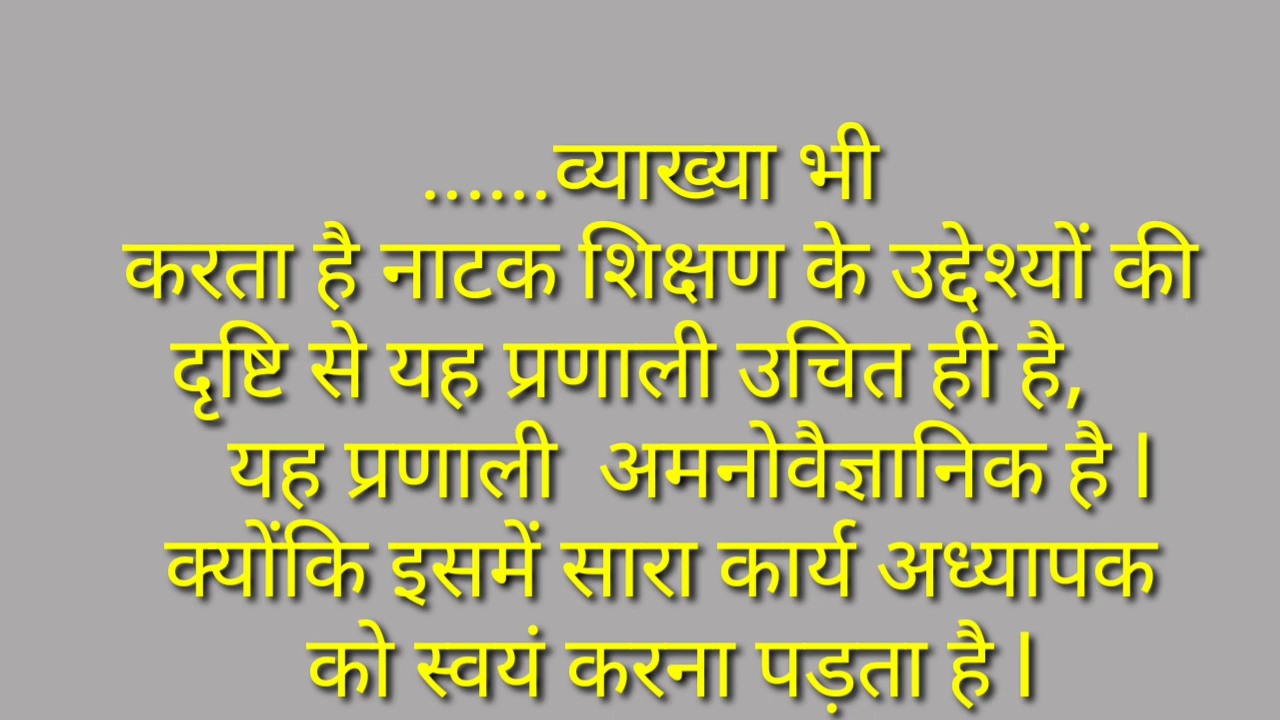 ......व्याख्या भी
करता है नाटक शिक्षण के उद्देश्यों की
दृष्टि से यह प्रणाली उचित ही है,
यह प्रणाली  अमनोवैज्ञानिक है l
क्योंकि इसमें सारा कार्य अध्यापक
को स्वयं करना पड़ता है l